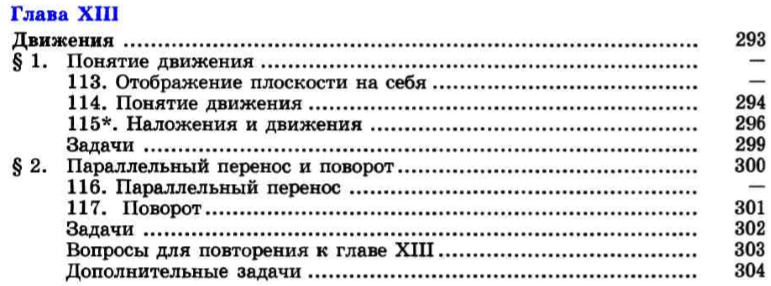 Глава XIII
Движения ........ 293
§ 1. Понятие движения ........ —
113. Отображение плоскости на себя ........ —
114. Понятие движения ........ 294
115*. Наложения и движения ........ 296
Задачи ........ 299
§ 2. Параллельный перенос и поворот ........ 300
116. Параллельный перенос ........ —
117. Поворот ........ 301
Задачи ........ 302
Вопросы для повторения к главе XIII ........ 303
Дополнительные задачи ........ 304